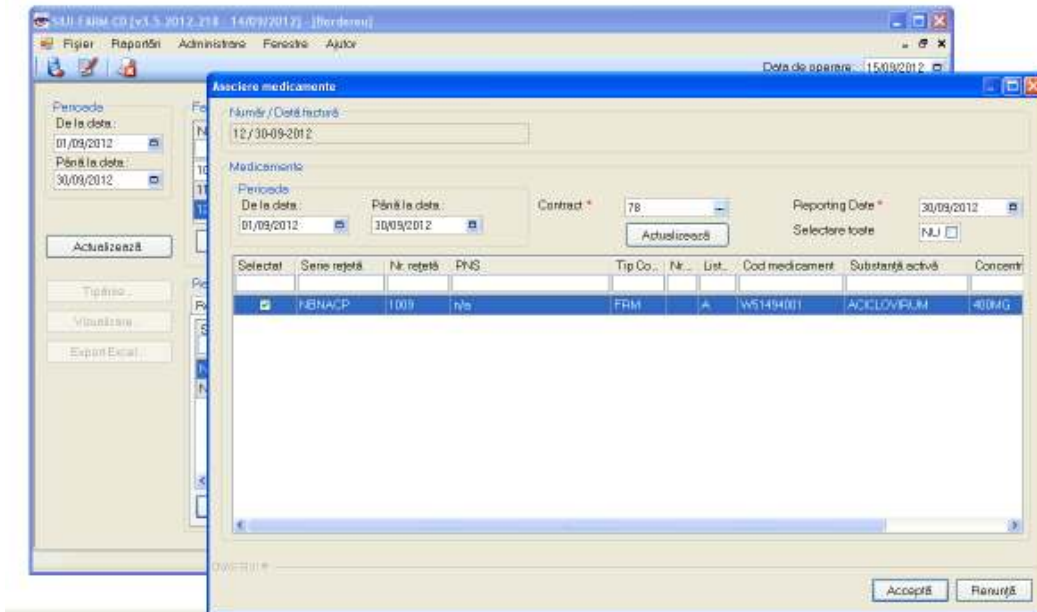 SIUI-FARM-CD [v3.5.2012.218 - 14/09/2012] - [Borderou]
Fișier Raportări Administrare Ferestre Ajutor
Data de operare: 15/09/2012
Perioada
De la data:
01/09/2012
Până la data:
30/09/2012
Actualizează
Tipărire...
Vizualizare...
Export Excel...
Asociere medicamente
Număr / Dată factură
12 / 30-09-2012
Medicamente
Perioada
De la data: Până la data: Contract * 78 Reporting Date * 30/09/2012
01/09/2012 30/09/2012 Actualizează Selectare toate NU
Selectat Serie rețetă Nr. rețetă PNS Tip Co... Nr... List... Cod medicament Substanță activă Concentr
NBNACP 1009 n/a FRM A W51494001 ACICLOVIRUM 400MG
Acceptă Renunță